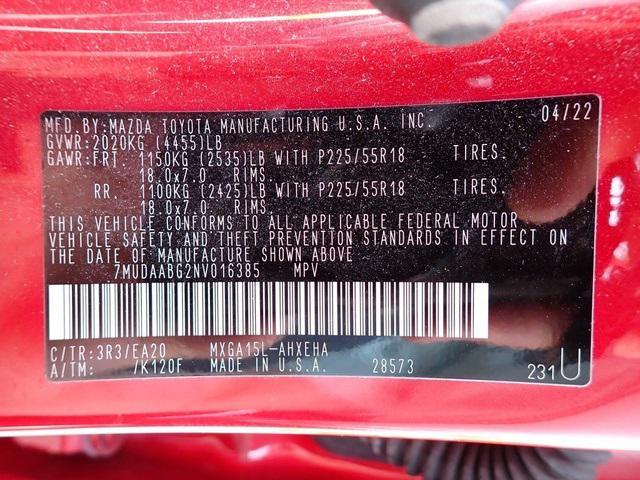 MFD.BY:MAZDA TOYOTA MANUFACTURING U.S.A. INC. 04/22
GVWR:2020KG (4455)LB
GAWR:FRT. 1150KG (2535)LB WITH P225/55R18 TIRES.
18.0x7.0 RIMS.
RR. 1100KG (2425)LB WITH P225/55R18 TIRES.
18.0x7.0 RIMS.
THIS VEHICLE CONFORMS TO ALL APPLICABLE FEDERAL MOTOR
VEHICLE SAFETY AND THEFT PREVENTION STANDARDS IN EFFECT ON
THE DATE OF MANUFACTURE SHOWN ABOVE
7MUDAABG2NV016385 MPV
C/TR:3R3/EA20 MXGA15L-AHXEHA
A/TM: /K120F MADE IN U.S.A. 28573 231U